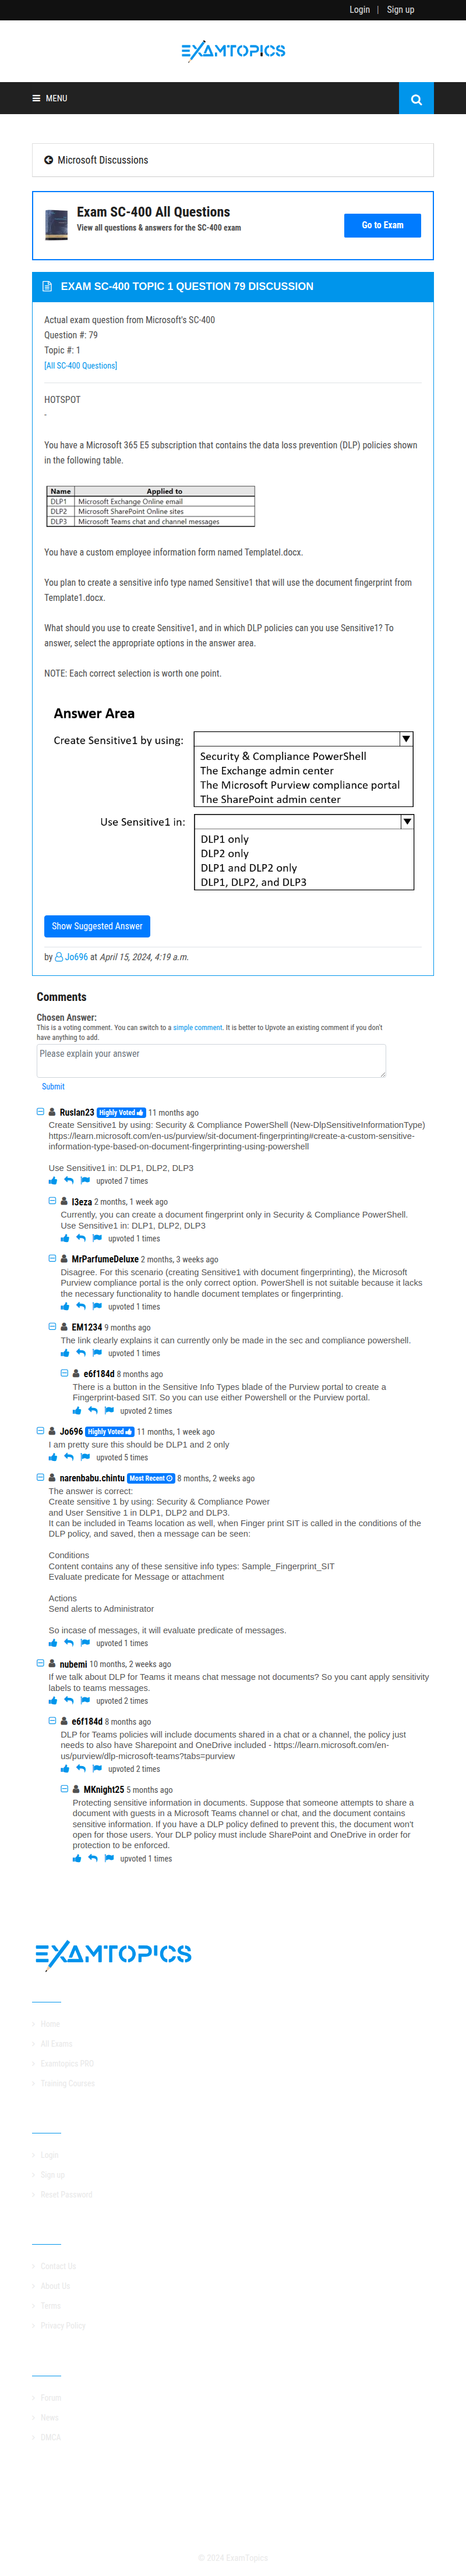 Login | Sign up
EXAMTOPICS
MENU
Microsoft Discussions
Exam SC-400 All Questions
View all questions & answers for the SC-400 exam
Go to Exam
EXAM SC-400 TOPIC 1 QUESTION 79 DISCUSSION
Actual exam question from Microsoft's SC-400
Question #: 79
Topic #: 1
[All SC-400 Questions]
HOTSPOT
-
You have a Microsoft 365 E5 subscription that contains the data loss prevention (DLP) policies shown
in the following table.
Name Applied to
DLP1 Microsoft Exchange Online email
DLP2 Microsoft SharePoint Online sites
DLP3 Microsoft Teams chat and channel messages
You have a custom employee information form named Templatel.docx.
You plan to create a sensitive info type named Sensitive1 that will use the document fingerprint from
Template1.docx.
What should you use to create Sensitive1, and in which DLP policies can you use Sensitive1? To
answer, select the appropriate options in the answer area.
NOTE: Each correct selection is worth one point.
Answer Area
Create Sensitive1 by using:
Security & Compliance PowerShell
The Exchange admin center
The Microsoft Purview compliance portal
The SharePoint admin center
Use Sensitive1 in:
DLP1 only
DLP2 only
DLP1 and DLP2 only
DLP1, DLP2, and DLP3
Show Suggested Answer
by Jo696 at April 15, 2024, 4:19 a.m.
Comments
Chosen Answer:
This is a voting comment. You can switch to a simple comment. It is better to Upvote an existing comment if you don't
have anything to add.
Please explain your answer
Submit
Ruslan23 Highly Voted 11 months ago
Create Sensitive1 by using: Security & Compliance PowerShell (New-DlpSensitiveInformationType)
https://learn.microsoft.com/en-us/purview/sit-document-fingerprinting#create-a-custom-sensitive-
information-type-based-on-document-fingerprinting-using-powershell
Use Sensitive1 in: DLP1, DLP2, DLP3
upvoted 7 times
l3eza 2 months, 1 week ago
Currently, you can create a document fingerprint only in Security & Compliance PowerShell.
Use Sensitive1 in: DLP1, DLP2, DLP3
upvoted 1 times
MrParfumeDeluxe 2 months, 3 weeks ago
Disagree. For this scenario (creating Sensitive1 with document fingerprinting), the Microsoft
Purview compliance portal is the only correct option. PowerShell is not suitable because it lacks
the necessary functionality to handle document templates or fingerprinting.
upvoted 1 times
EM1234 9 months ago
The link clearly explains it can currently only be made in the sec and compliance powershell.
upvoted 1 times
e6f184d 8 months ago
There is a button in the Sensitive Info Types blade of the Purview portal to create a
Fingerprint-based SIT. So you can use either Powershell or the Purview portal.
upvoted 2 times
Jo696 Highly Voted 11 months, 1 week ago
I am pretty sure this should be DLP1 and 2 only
upvoted 5 times
narenbabu.chintu Most Recent 8 months, 2 weeks ago
The answer is correct:
Create sensitive 1 by using: Security & Compliance Power
and User Sensitive 1 in DLP1, DLP2 and DLP3.
It can be included in Teams location as well, when Finger print SIT is called in the conditions of the
DLP policy, and saved, then a message can be seen:
Conditions
Content contains any of these sensitive info types: Sample_Fingerprint_SIT
Evaluate predicate for Message or attachment
Actions
Send alerts to Administrator
So incase of messages, it will evaluate predicate of messages.
upvoted 1 times
nubemi 10 months, 2 weeks ago
If we talk about DLP for Teams it means chat message not documents? So you cant apply sensitivity
labels to teams messages.
upvoted 2 times
e6f184d 8 months ago
DLP for Teams policies will include documents shared in a chat or a channel, the policy just
needs to also have Sharepoint and OneDrive included - https://learn.microsoft.com/en-
us/purview/dlp-microsoft-teams?tabs=purview
upvoted 2 times
MKnight25 5 months ago
Protecting sensitive information in documents. Suppose that someone attempts to share a
document with guests in a Microsoft Teams channel or chat, and the document contains
sensitive information. If you have a DLP policy defined to prevent this, the document won't
open for those users. Your DLP policy must include SharePoint and OneDrive in order for
protection to be enforced.
upvoted 1 times
EXAMTOPICS
Home
All Exams
Examtopics PRO
Training Courses
Login
Sign up
Reset Password
Contact Us
About Us
Terms
Privacy Policy
Forum
News
DMCA
© 2024 ExamTopics